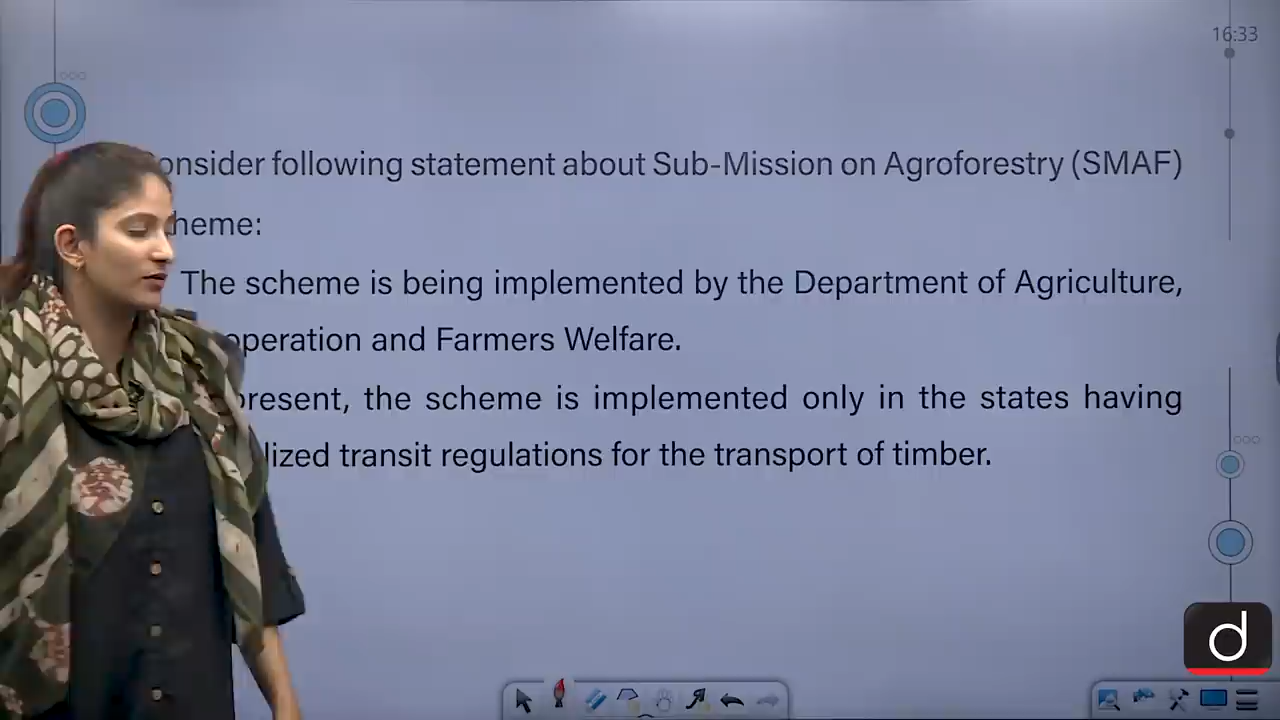 16:33
onsider following statement about Sub-Mission on Agroforestry (SMAF)
heme:
The scheme is being implemented by the Department of Agriculture,
operation and Farmers Welfare.
present, the scheme is implemented only in the states having
lized transit regulations for the transport of timber.
d